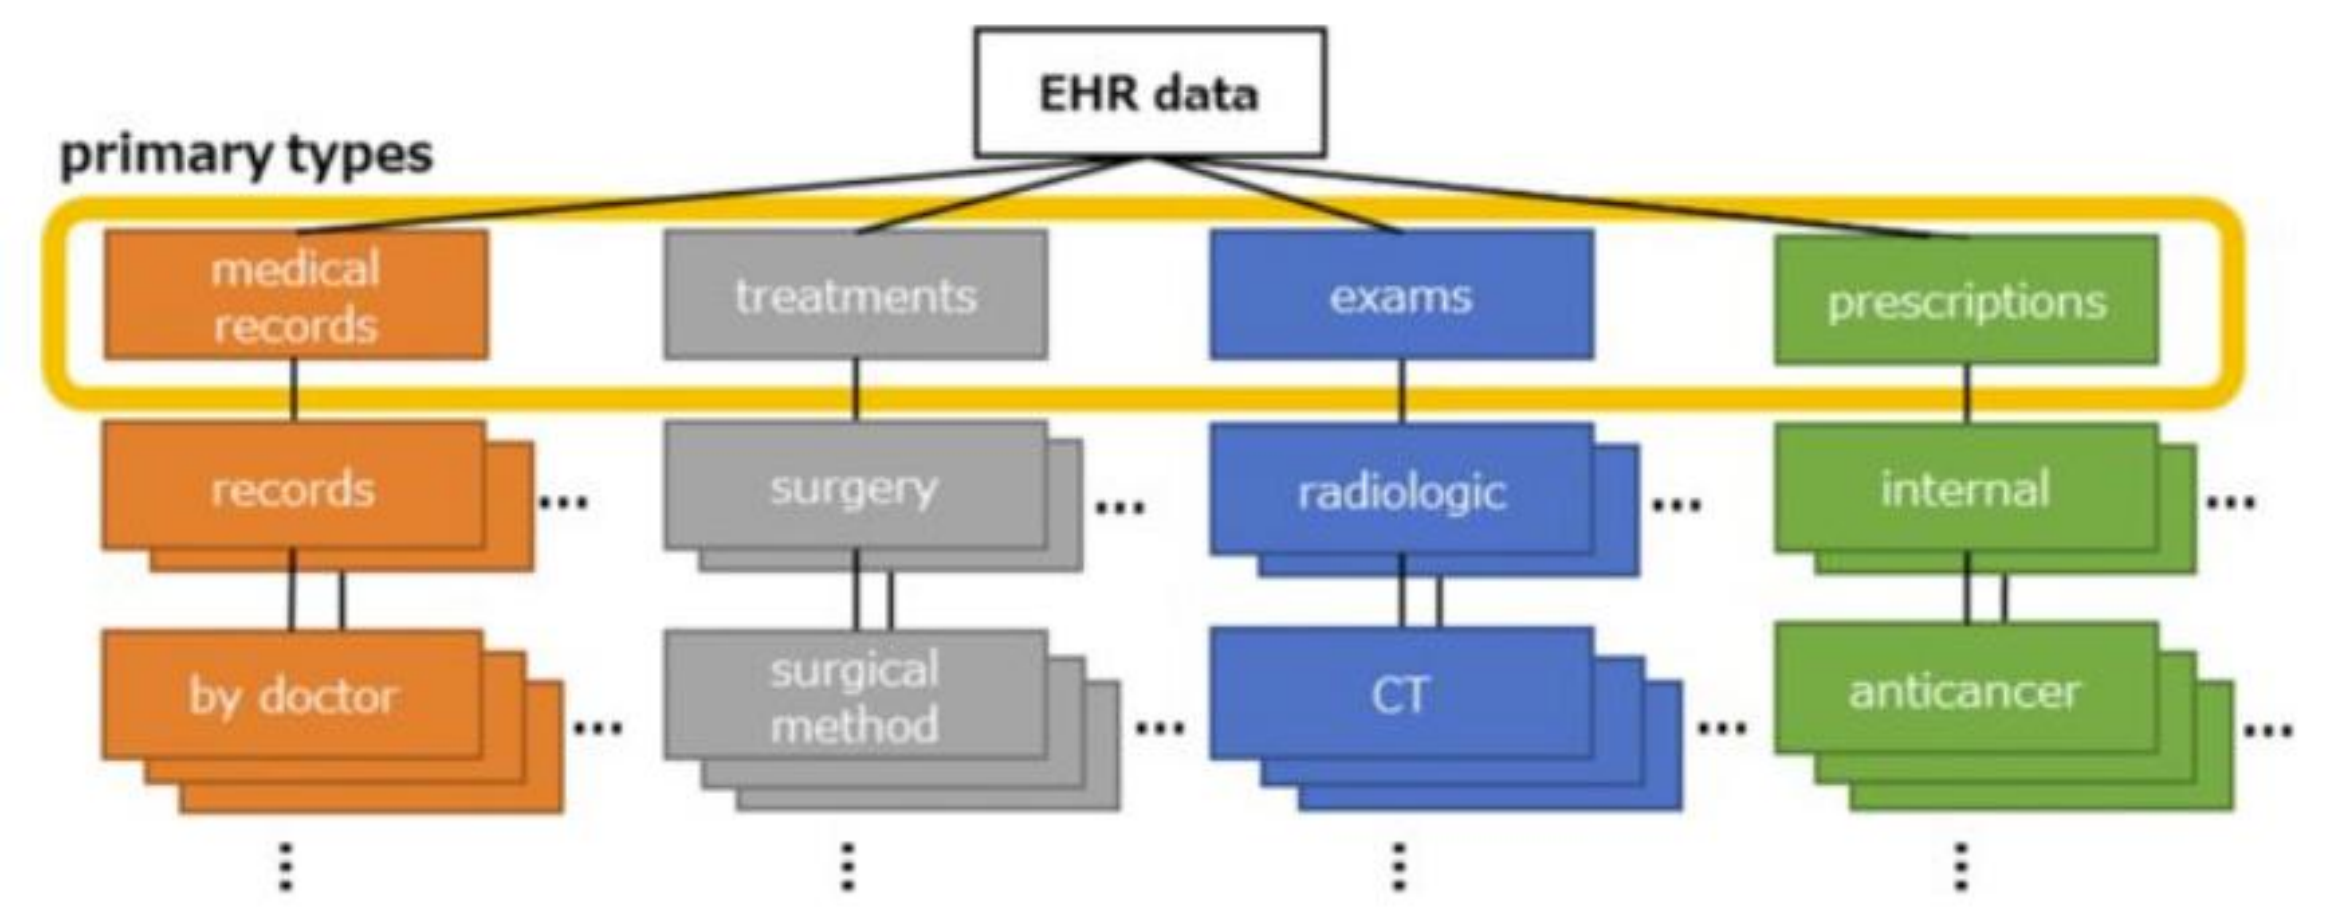 EHR data
primary types
medical
records
treatments
exams
prescriptions
records
...
surgery
...
radiologic
...
internal
...
by doctor
...
surgical
method
...
CT
...
anticancer
...